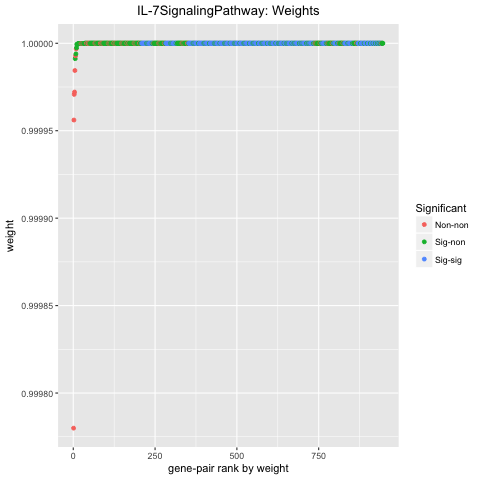 IL-7SignalingPathway: Weights
1.00000
0.99995
0.99990
0.99985
0.99980
weight
0
250
500
750
gene-pair rank by weight
Significant
Non-non
Sig-non
Sig-sig